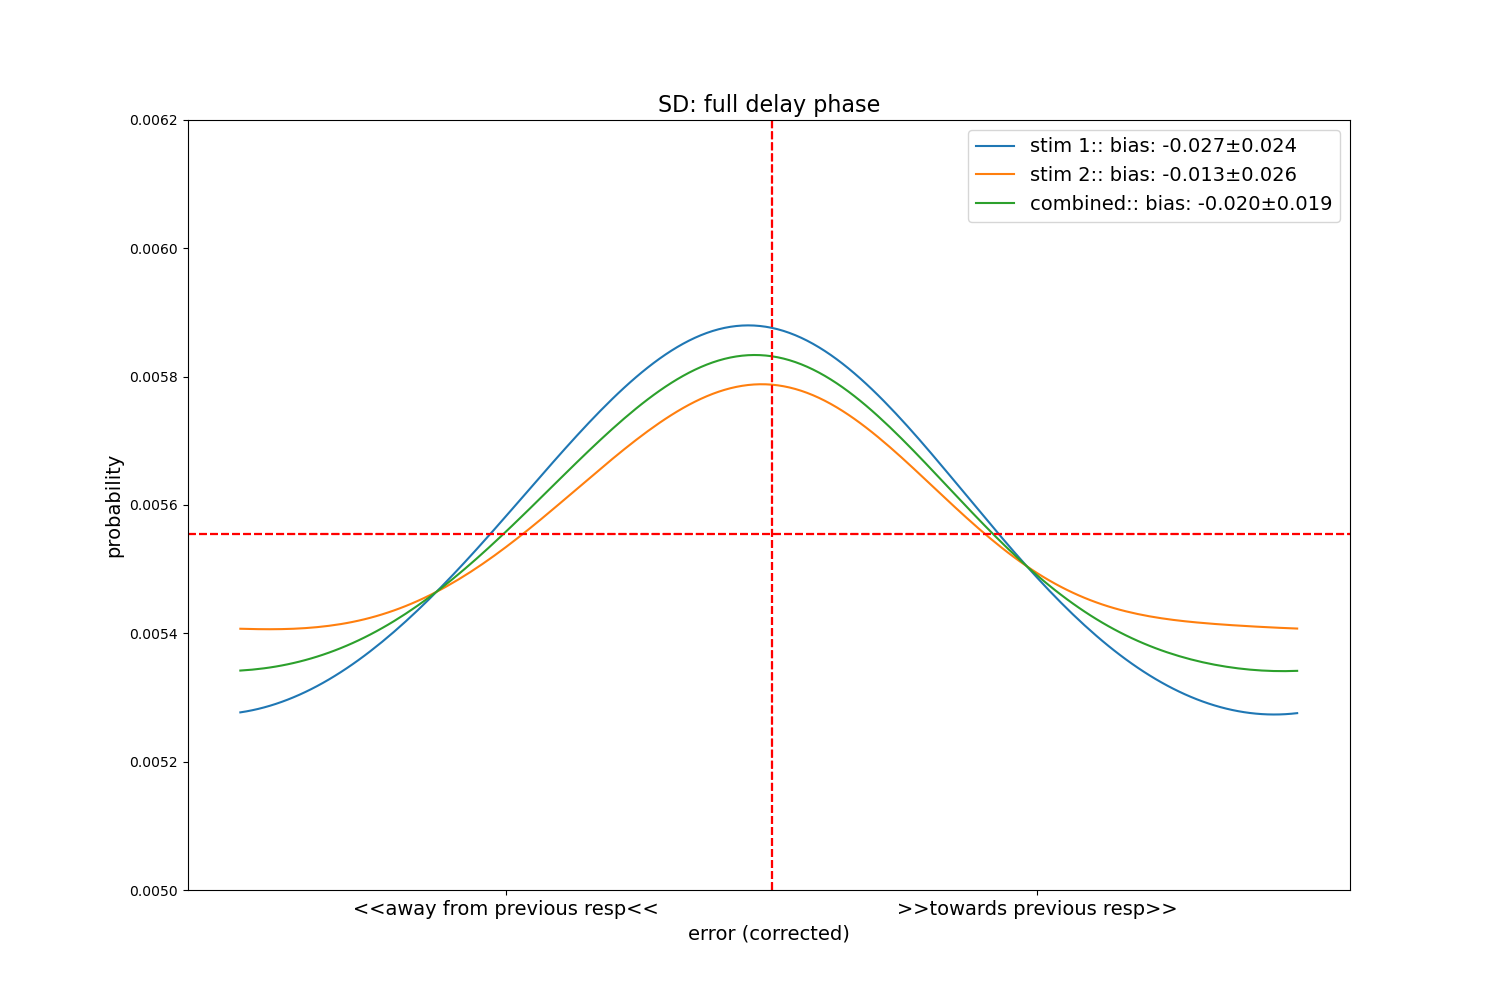 SD: full delay phase
stim 1:: bias: -0.027±0.024
stim 2:: bias: -0.013±0.026
combined:: bias: -0.020±0.019
0.0062
0.0060
0.0058
0.0056
0.0054
0.0052
0.0050
probability
<<away from previous resp<<
>>towards previous resp>>
error (corrected)